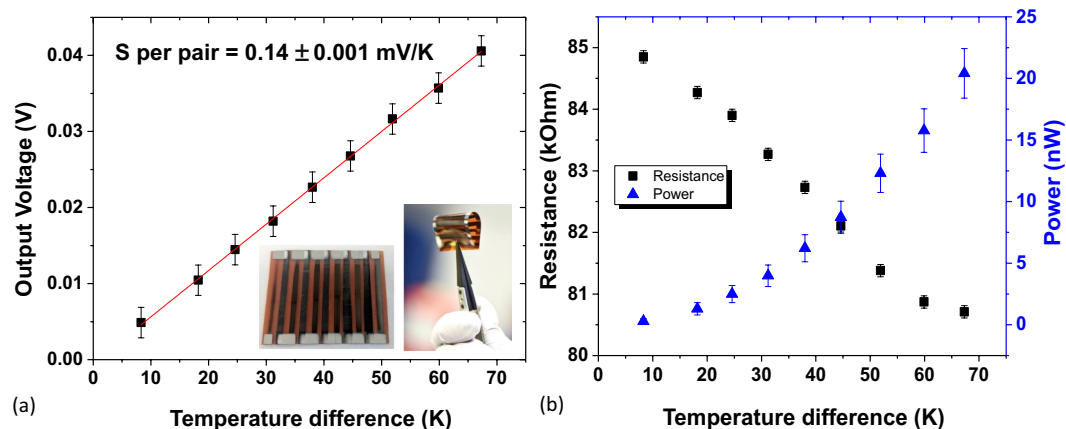 S per pair = 0.14 ± 0.001 mV/K
Output Voltage (V)
0.04
0.03
0.02
0.01
0.00
0 10 20 30 40 50 60 70
Temperature difference (K)
(a)
Resistance (kOhm)
85
84
83
82
81
80
Resistance
Power
25
20
15
10
5
0
Power (nW)
0 10 20 30 40 50 60 70
Temperature difference (K)
(b)